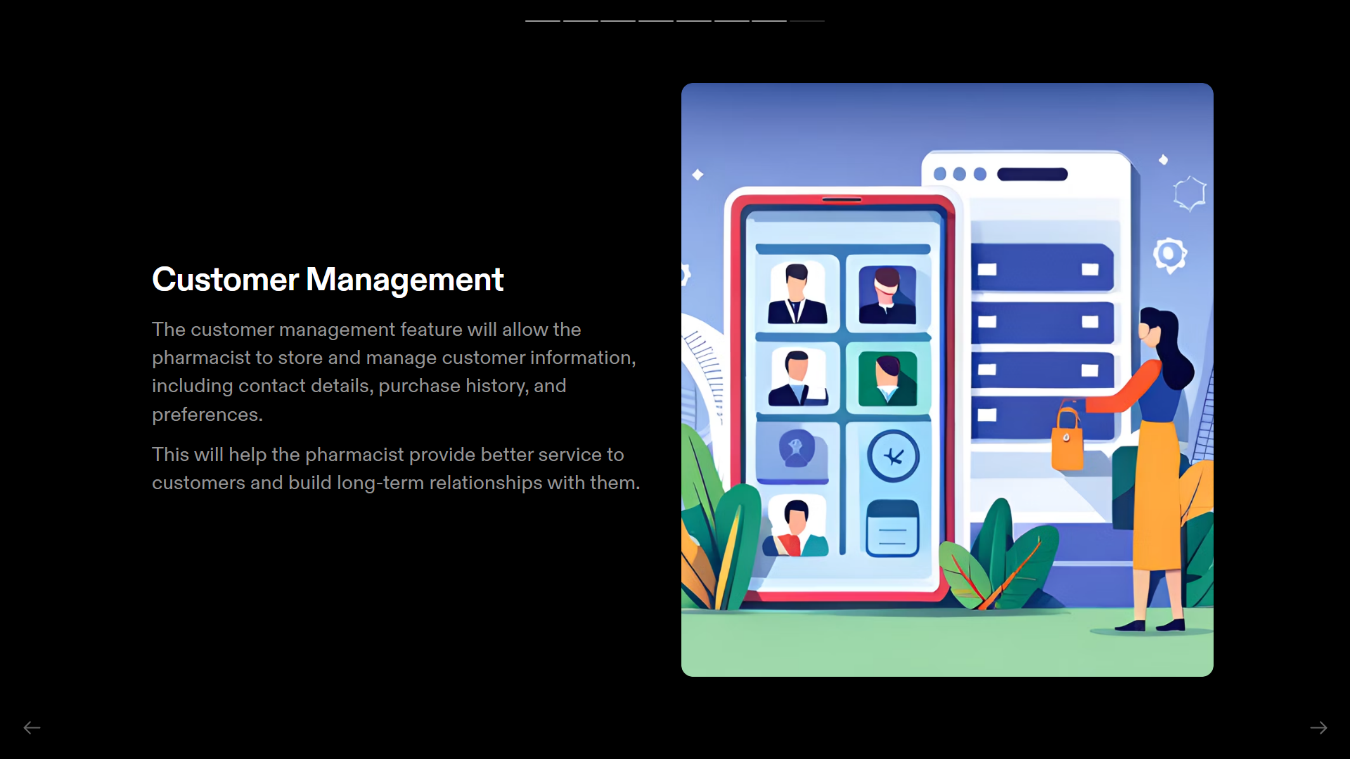 Customer Management
The customer management feature will allow the
pharmacist to store and manage customer information,
including contact details, purchase history, and
preferences.
This will help the pharmacist provide better service to
customers and build long-term relationships with them.